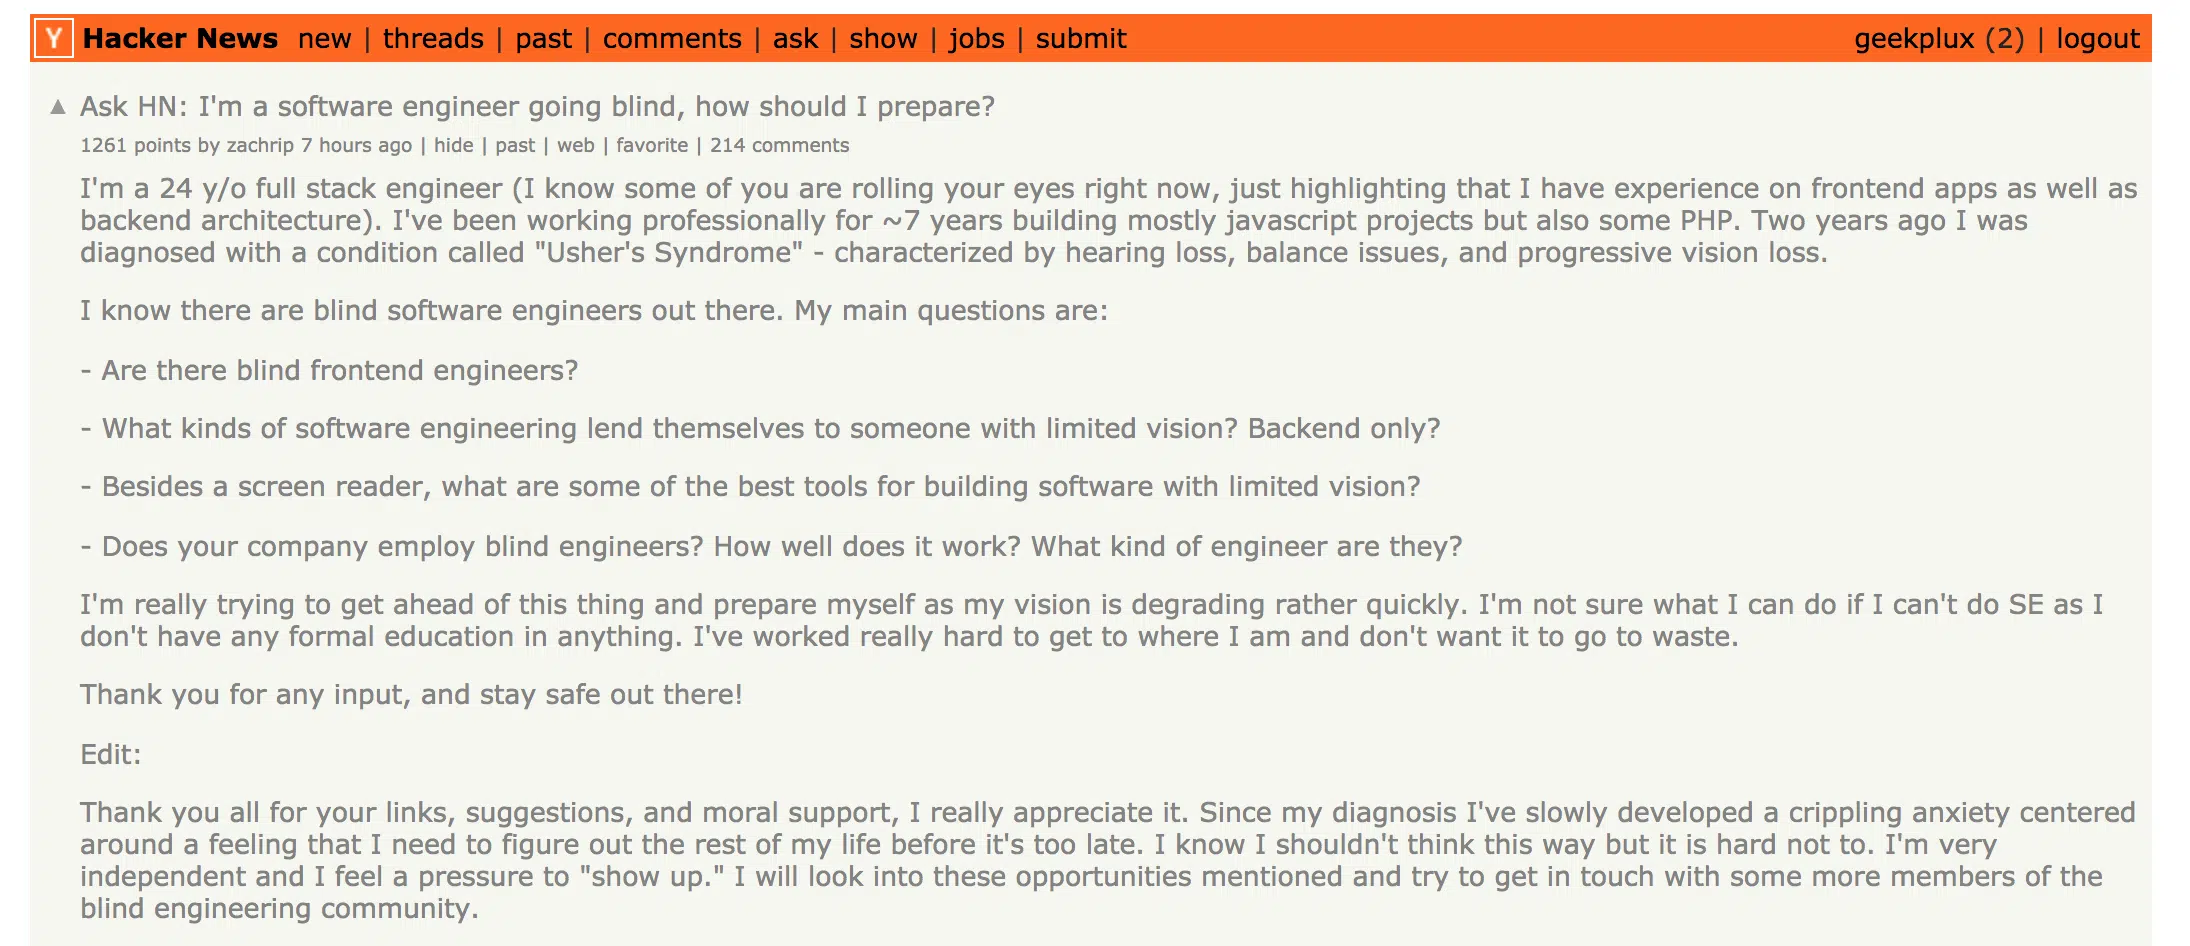 Y Hacker News new | threads | past | comments | ask | show | jobs | submit geekplux (2) | logout
▲ Ask HN: I'm a software engineer going blind, how should I prepare?
1261 points by zachrip 7 hours ago | hide | past | web | favorite | 214 comments
I'm a 24 y/o full stack engineer (I know some of you are rolling your eyes right now, just highlighting that I have experience on frontend apps as well as
backend architecture). I've been working professionally for ~7 years building mostly javascript projects but also some PHP. Two years ago I was
diagnosed with a condition called "Usher's Syndrome" - characterized by hearing loss, balance issues, and progressive vision loss.
I know there are blind software engineers out there. My main questions are:
- Are there blind frontend engineers?
- What kinds of software engineering lend themselves to someone with limited vision? Backend only?
- Besides a screen reader, what are some of the best tools for building software with limited vision?
- Does your company employ blind engineers? How well does it work? What kind of engineer are they?
I'm really trying to get ahead of this thing and prepare myself as my vision is degrading rather quickly. I'm not sure what I can do if I can't do SE as I
don't have any formal education in anything. I've worked really hard to get to where I am and don't want it to go to waste.
Thank you for any input, and stay safe out there!
Edit:
Thank you all for your links, suggestions, and moral support, I really appreciate it. Since my diagnosis I've slowly developed a crippling anxiety centered
around a feeling that I need to figure out the rest of my life before it's too late. I know I shouldn't think this way but it is hard not to. I'm very
independent and I feel a pressure to "show up." I will look into these opportunities mentioned and try to get in touch with some more members of the
blind engineering community.